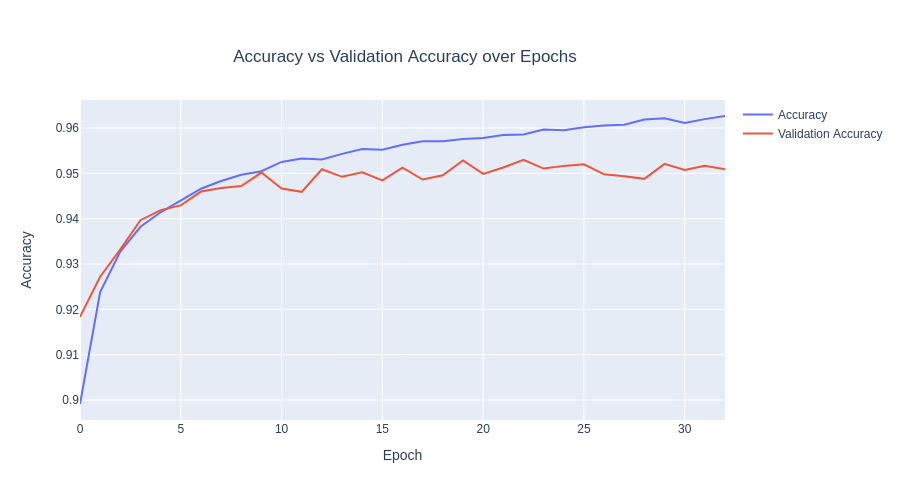 Accuracy vs Validation Accuracy over Epochs
Accuracy
Validation Accuracy
0.96
0.95
0.94
0.93
0.92
0.91
0.9
Accuracy
0 5 10 15 20 25 30
Epoch